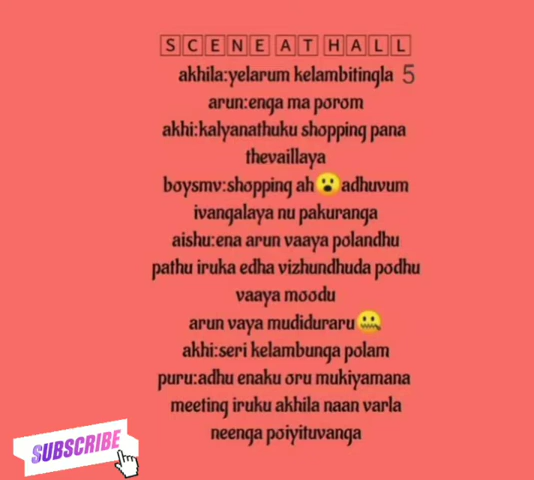 SCENE AT HALL
akhila:yelarum kelambitingla 5
arun:enga ma porom
akhi:kalyanathuku shopping pana
thevaillaya
boysmv:shopping ah😮adhuvum
ivangalaya nu pakuranga
aishu:ena arun vaaya polandhu
pathu iruka edha vizhundhuda podhu
vaaya moodu
arun vaya mudiduraru🤐
akhi:seri kelambunga polam
puru:adhu enaku oru mukiyamana
meeting iruku akhila naan varla
neenga poiyituvanga
SUBSCRIBE